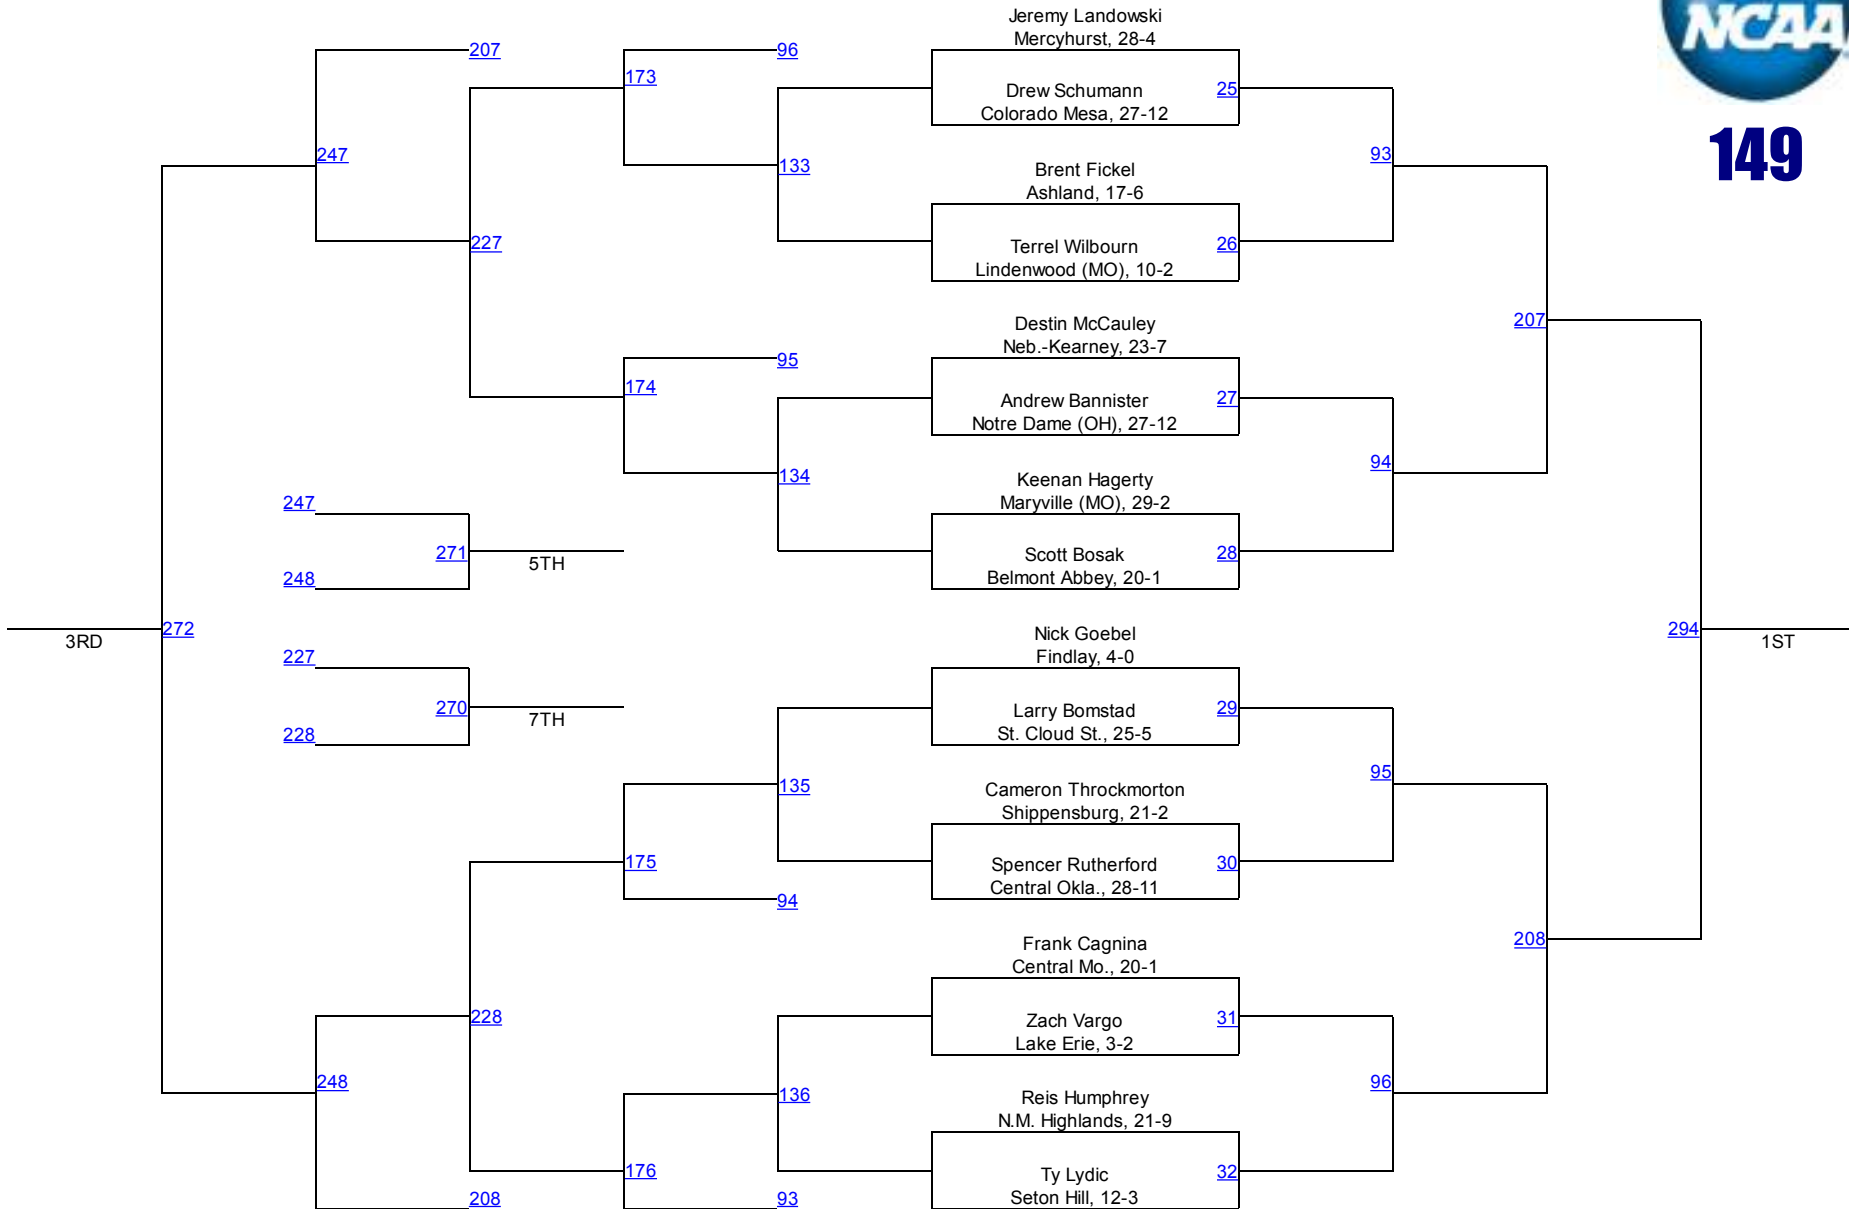 NCAA
149
Jeremy Landowski
Mercyhurst, 28-4
207
96
173
Drew Schumann
25
Colorado Mesa, 27-12
247
133
93
Brent Fickel
Ashland, 17-6
227
Terrel Wilbourn
26
Lindenwood (MO), 10-2
Destin McCauley
207
Neb.-Kearney, 23-7
95
174
Andrew Bannister
27
Notre Dame (OH), 27-12
134
94
Keenan Hagerty
247
Maryville (MO), 29-2
271
5TH
Scott Bosak
28
248
Belmont Abbey, 20-1
3RD
272
Nick Goebel
294
1ST
227
Findlay, 4-0
270
7TH
Larry Bomstad
29
228
St. Cloud St., 25-5
135
95
Cameron Throckmorton
Shippensburg, 21-2
175
Spencer Rutherford
30
Central Okla., 28-11
94
Frank Cagnina
208
Central Mo., 20-1
228
Zach Vargo
31
Lake Erie, 3-2
248
136
96
Reis Humphrey
N.M. Highlands, 21-9
176
Ty Lydic
32
208
93
Seton Hill, 12-3